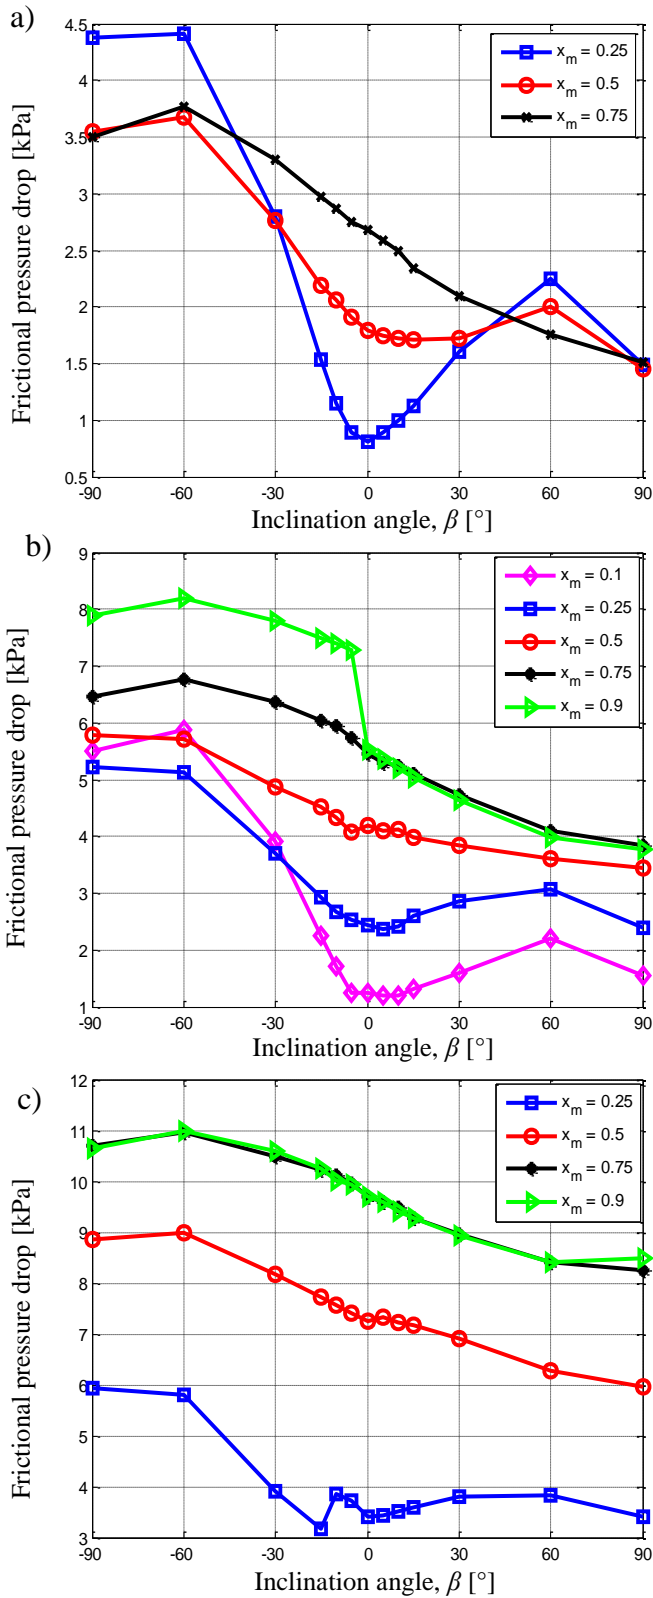 a)
4.5
4
3.5
3
2.5
2
1.5
1
0.5
Frictional pressure drop [kPa]
x_m = 0.25
x_m = 0.5
x_m = 0.75
-90 -60 -30 0 30 60 90
Inclination angle, β [°]
b)
9
8
7
6
5
4
3
2
1
Frictional pressure drop [kPa]
x_m = 0.1
x_m = 0.25
x_m = 0.5
x_m = 0.75
x_m = 0.9
-90 -60 -30 0 30 60 90
Inclination angle, β [°]
c)
12
11
10
9
8
7
6
5
4
3
Frictional pressure drop [kPa]
x_m = 0.25
x_m = 0.5
x_m = 0.75
x_m = 0.9
-90 -60 -30 0 30 60 90
Inclination angle, β [°]